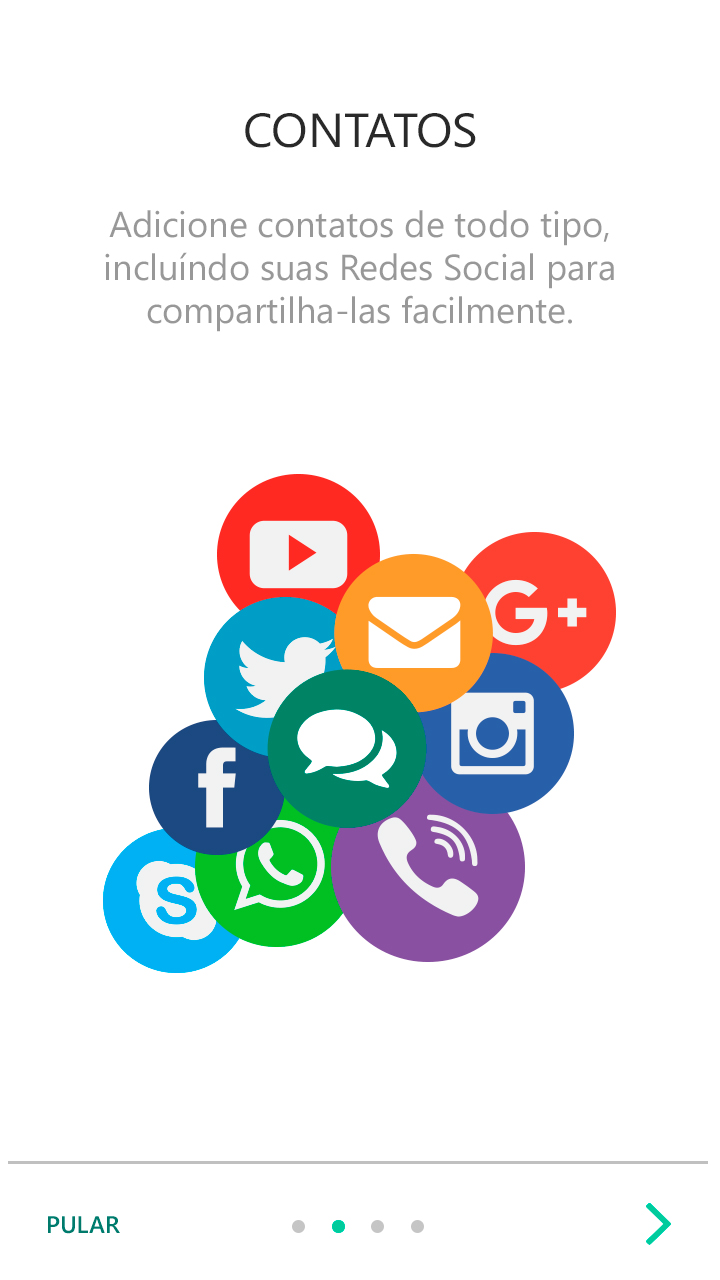 CONTATOS
Adicione contatos de todo tipo,
incluíndo suas Redes Social para
compartilha-las facilmente.
G+
f
S
PULAR